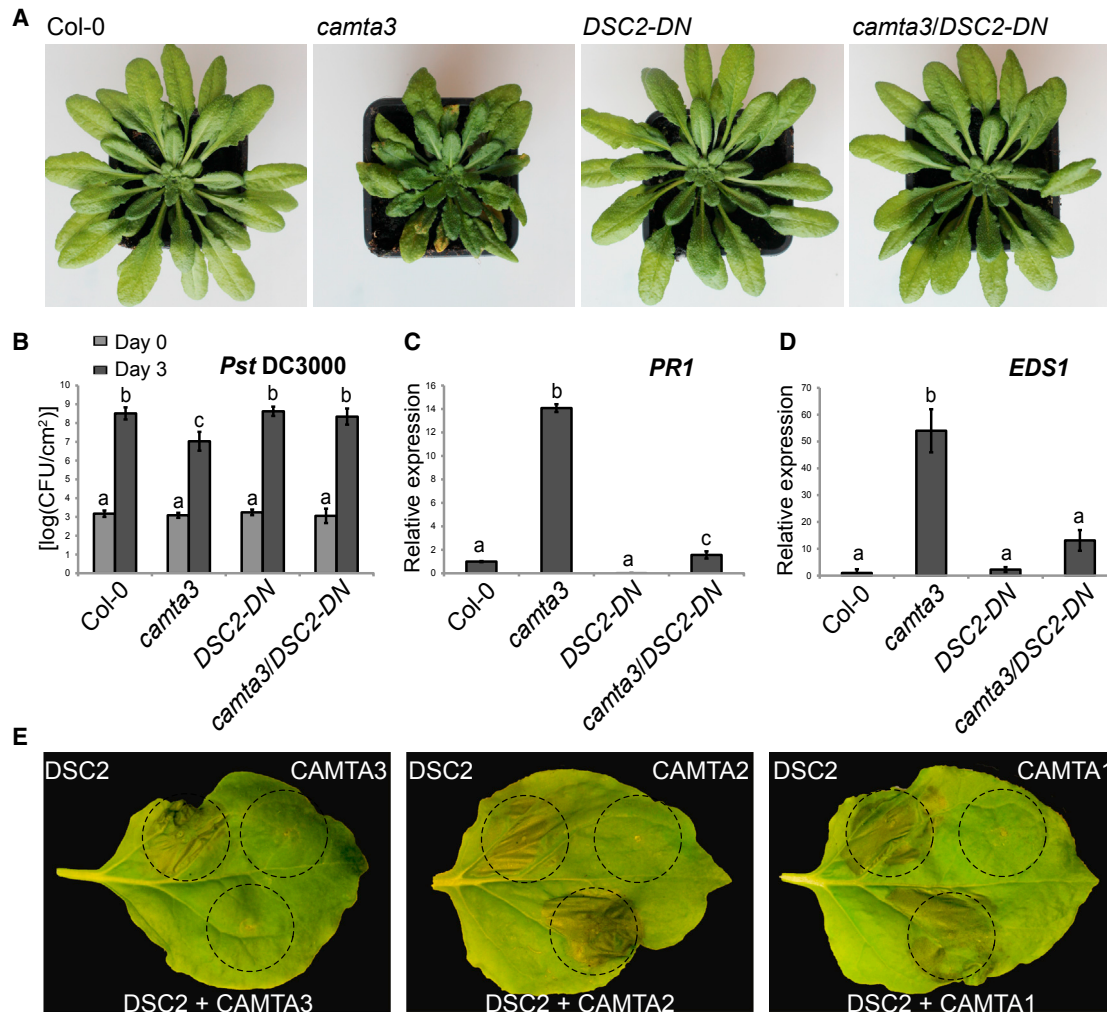 A
Col-0 camta3 DSC2-DN camta3/DSC2-DN
B
Day 0
Day 3
Pst DC3000
[log(CFU/cm²)]
10
9
8
7
6
5
4
3
2
1
0
a b a c a b a b
Col-0 camta3 DSC2-DN camta3/DSC2-DN
C
PR1
Relative expression
16
14
12
10
8
6
4
2
0
a b a c
Col-0 camta3 DSC2-DN camta3/DSC2-DN
D
EDS1
Relative expression
70
60
50
40
30
20
10
0
a b a a
Col-0 camta3 DSC2-DN camta3/DSC2-DN
E
DSC2 CAMTA3
DSC2 + CAMTA3
DSC2 CAMTA2
DSC2 + CAMTA2
DSC2 CAMTA1
DSC2 + CAMTA1